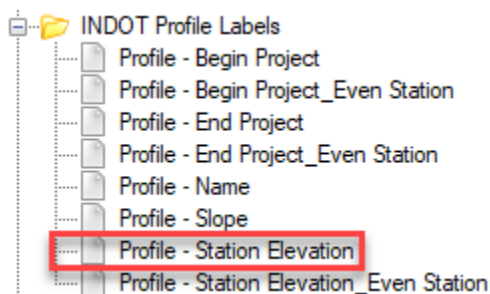 INDOT Profile Labels
Profile - Begin Project
Profile - Begin Project_Even Station
Profile - End Project
Profile - End Project_Even Station
Profile - Name
Profile - Slope
Profile - Station Elevation
Profile - Station Elevation_Even Station